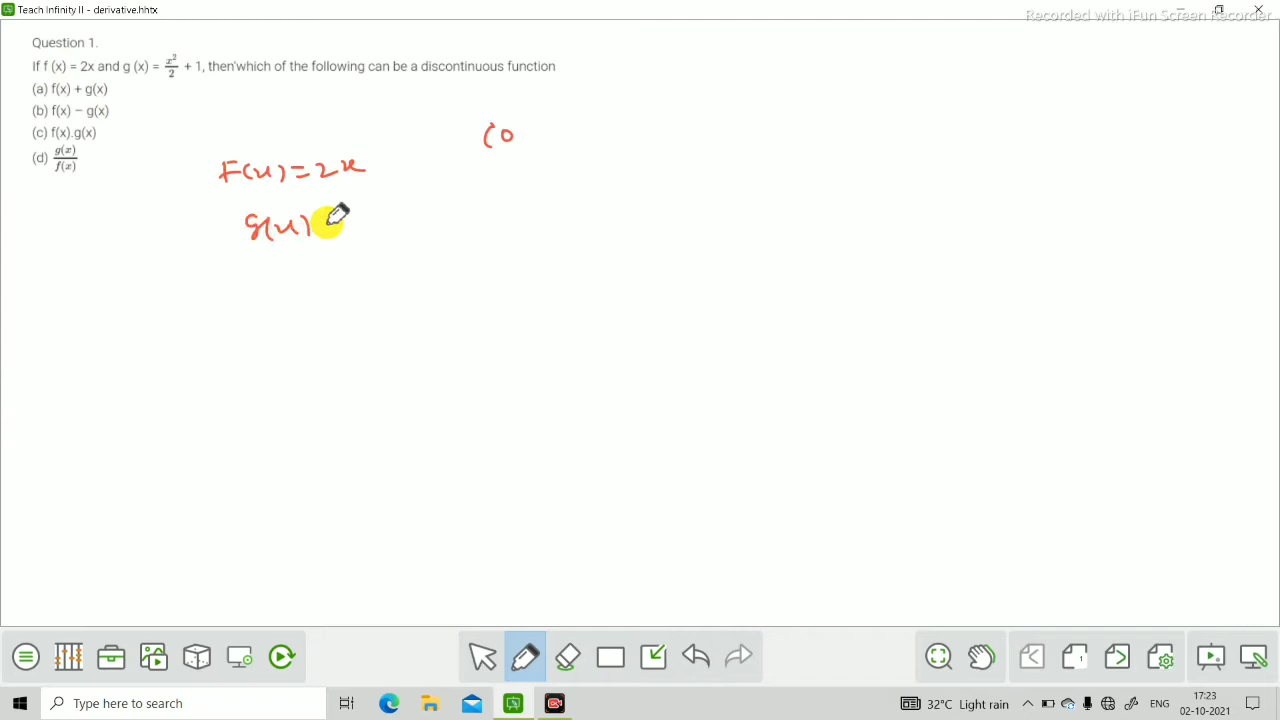 Teach Infinity II - derivative.hhtx
Recorded with iFun Screen Recorder
Question 1.
If f (x) = 2x and g (x) = x²/2 + 1, then'which of the following can be a discontinuous function
(a) f(x) + g(x)
(b) f(x) − g(x)
(c) f(x).g(x)
(d) g(x)/f(x)
(o
F(x)=2x
g(x)
1
Type here to search
32°C Light rain
ENG
17:23
02-10-2021